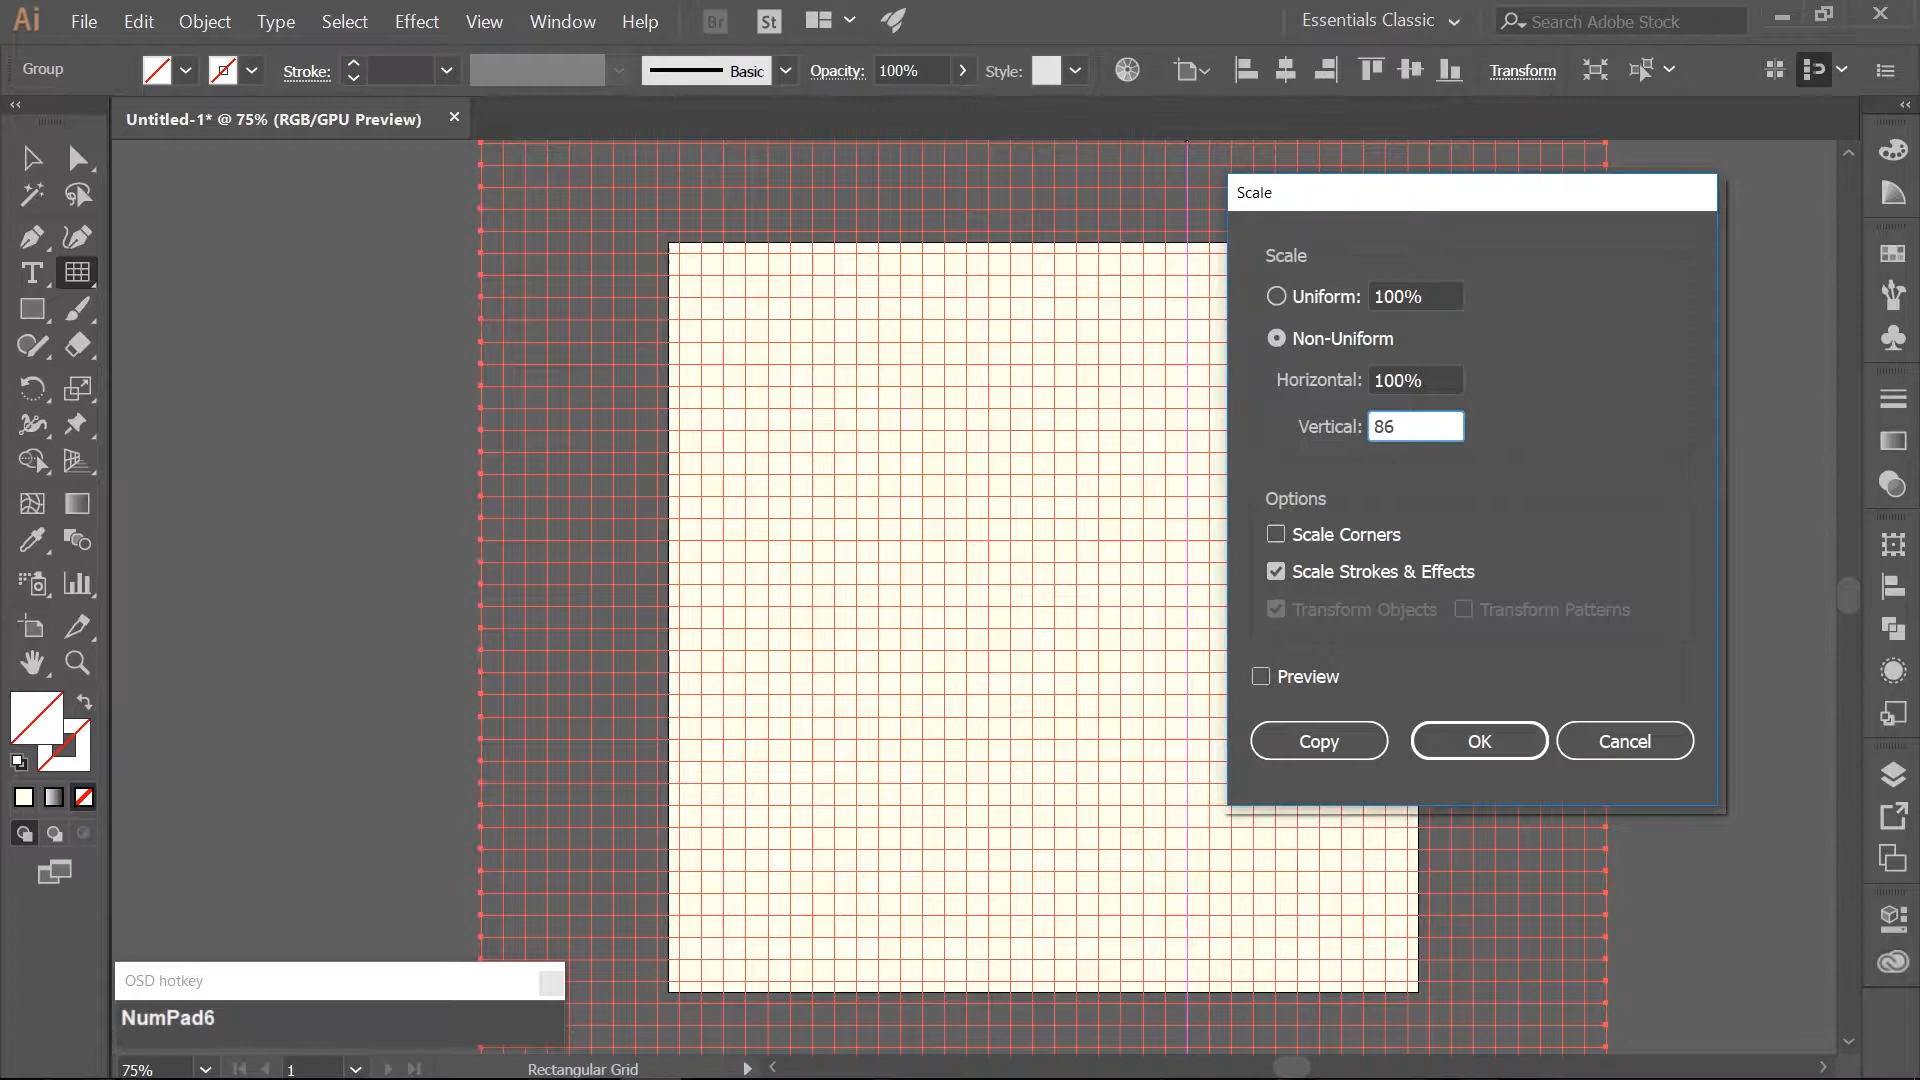 Ai File Edit Object Type Select Effect View Window Help Br St Essentials Classic Search Adobe Stock
Group Stroke: Basic Opacity: 100% Style: Transform
Untitled-1* @ 75% (RGB/GPU Preview)
Scale
Scale
Uniform: 100%
Non-Uniform
Horizontal: 100%
Vertical: 86
Options
Scale Corners
Scale Strokes & Effects
Transform Objects Transform Patterns
Preview
Copy OK Cancel
OSD hotkey
NumPad6
75% 1 Rectangular Grid